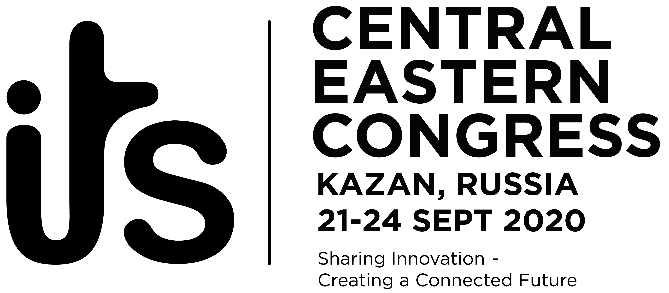 its
CENTRAL
EASTERN
CONGRESS
KAZAN, RUSSIA
21-24 SEPT 2020
Sharing Innovation -
Creating a Connected Future